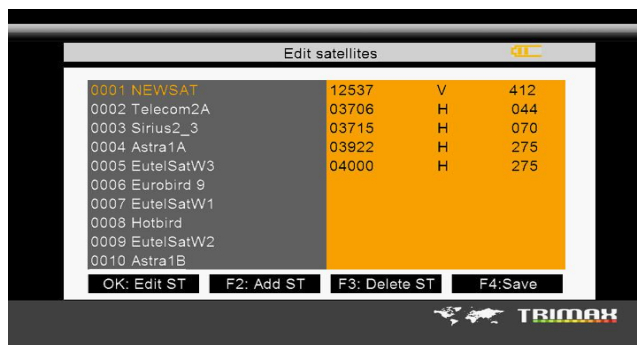 Edit satellites
0001 NEWSAT 12537 V 412
0002 Telecom2A 03706 H 044
0003 Sirius2_3 03715 H 070
0004 Astra1A 03922 H 275
0005 EutelSatW3 04000 H 275
0006 Eurobird 9
0007 EutelSatW1
0008 Hotbird
0009 EutelSatW2
0010 Astra1B
OK: Edit ST F2: Add ST F3: Delete ST F4:Save
TRIMAX